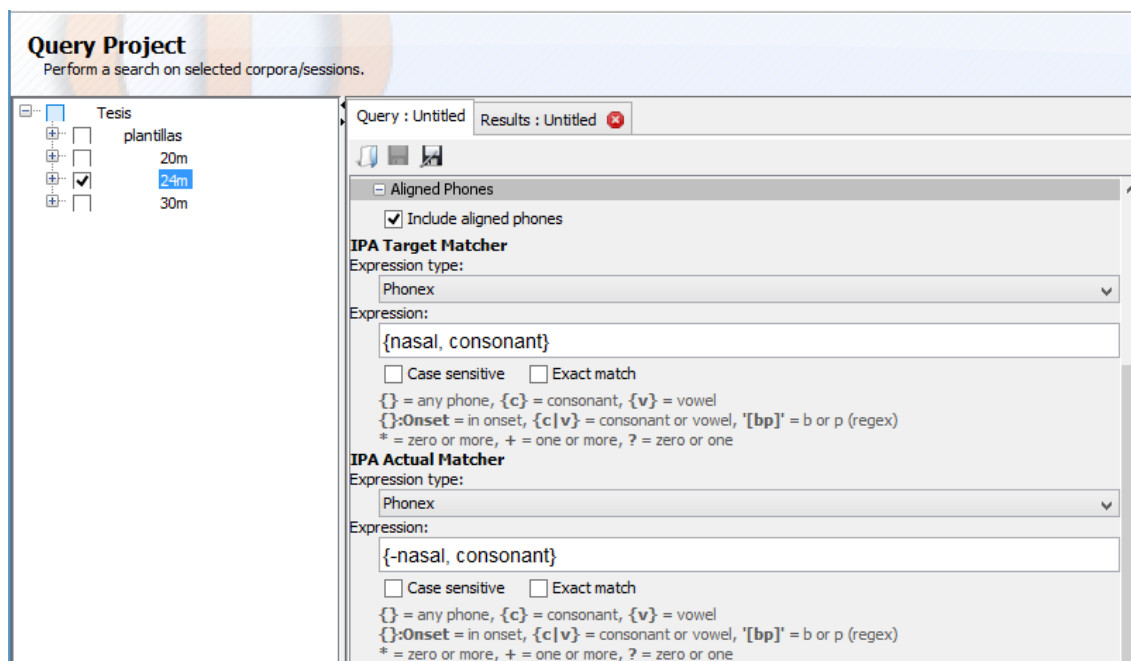 Query Project
Perform a search on selected corpora/sessions.
Tesis
plantillas
20m
24m
30m
Query : Untitled
Results : Untitled
Aligned Phones
Include aligned phones
IPA Target Matcher
Expression type:
Phonex
Expression:
{nasal, consonant}
Case sensitive Exact match
{} = any phone, {c} = consonant, {v} = vowel
{}:Onset = in onset, {c|v} = consonant or vowel, '[bp]' = b or p (regex)
* = zero or more, + = one or more, ? = zero or one
IPA Actual Matcher
Expression type:
Phonex
Expression:
{-nasal, consonant}
Case sensitive Exact match
{} = any phone, {c} = consonant, {v} = vowel
{}:Onset = in onset, {c|v} = consonant or vowel, '[bp]' = b or p (regex)
* = zero or more, + = one or more, ? = zero or one